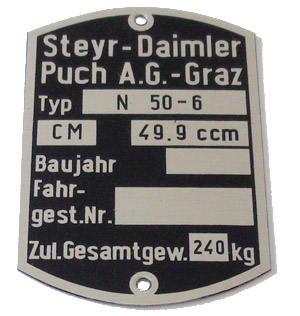 Steyr-Daimler
Puch A.G.-Graz
Typ N 50-6
CM 49.9 ccm
Baujahr
Fahr-
gest.Nr.
Zul.Gesamtgew. 240 kg